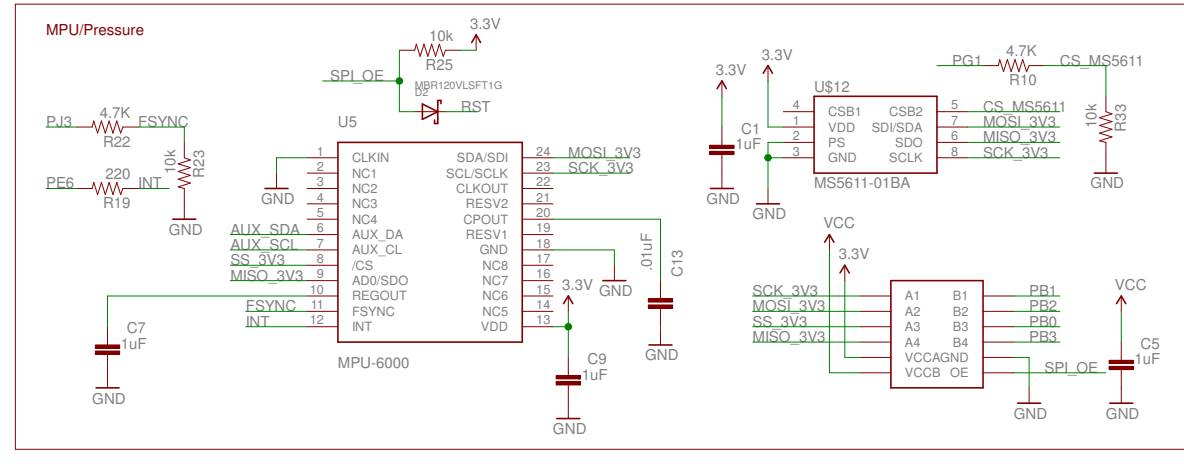 MPU/Pressure
3.3V
10k
R25
SPI_OE
MBR120VLSFT1G
D2
RST
PJ3
4.7K
FSYNC
R22
10k
R23
PE6
220
INT
R19
GND
U5
GND
1 CLKIN SDA/SDI 24 MOSI_3V3
2 NC1 SCL/SCLK 23 SCK_3V3
3 NC2 CLKOUT 22
4 NC3 RESV2 21
5 NC4 CPOUT 20
AUX_SDA 6 AUX_DA RESV1 19
AUX_SCL 7 AUX_CL GND 18
SS_3V3 8 /CS NC8 17
MISO_3V3 9 AD0/SDO NC7 16
10 REGOUT NC6 15
FSYNC 11 FSYNC NC5 14
INT 12 INT VDD 13
MPU-6000
C7
1uF
GND
GND
.01uF
C13
GND
3.3V
C9
1uF
GND
3.3V
3.3V
C1
1uF
GND
U$12
4 CSB1 CSB2 5 CS_MS5611
1 VDD SDI/SDA 7 MOSI_3V3
2 PS SDO 6 MISO_3V3
3 GND SCLK 8 SCK_3V3
MS5611-01BA
GND
PG1
4.7K
CS_MS5611
R10
10k
R33
GND
VCC
3.3V
SCK_3V3 A1 B1 PB1
MOSI_3V3 A2 B2 PB2
SS_3V3 A3 B3 PB0
MISO_3V3 A4 B4 PB3
VCCA GND
VCCB OE SPI_OE
GND
VCC
C5
1uF
GND